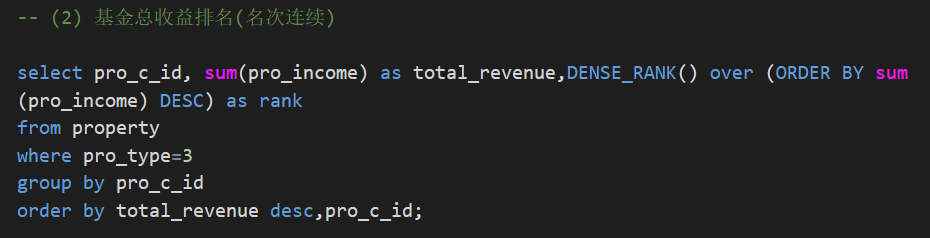 -- (2) 基金总收益排名(名次连续)
select pro_c_id, sum(pro_income) as total_revenue,DENSE_RANK() over (ORDER BY sum
(pro_income) DESC) as rank
from property
where pro_type=3
group by pro_c_id
order by total_revenue desc,pro_c_id;